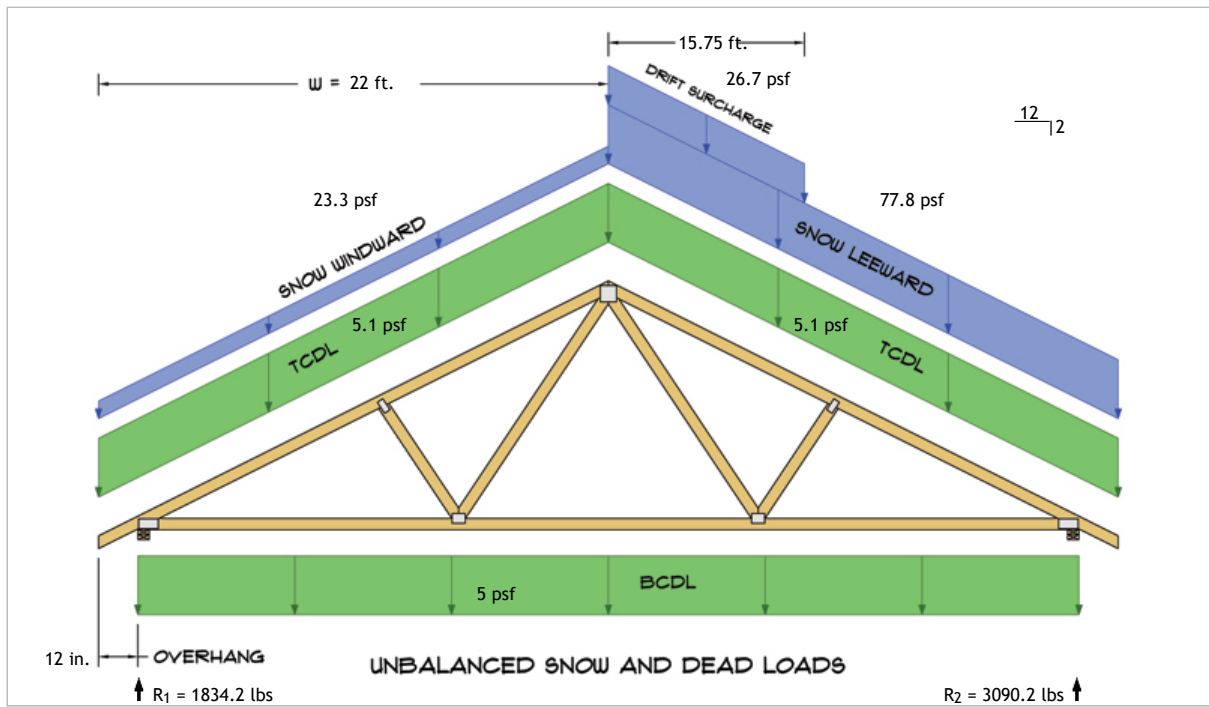 15.75 ft.
W = 22 ft.
DRIFT SURCHARGE
26.7 psf
12
2
23.3 psf
77.8 psf
SNOW WINDWARD
SNOW LEEWARD
5.1 psf
5.1 psf
TCDL
TCDL
5 psf
BCDL
12 in.
OVERHANG
UNBALANCED SNOW AND DEAD LOADS
R1 = 1834.2 lbs
R2 = 3090.2 lbs